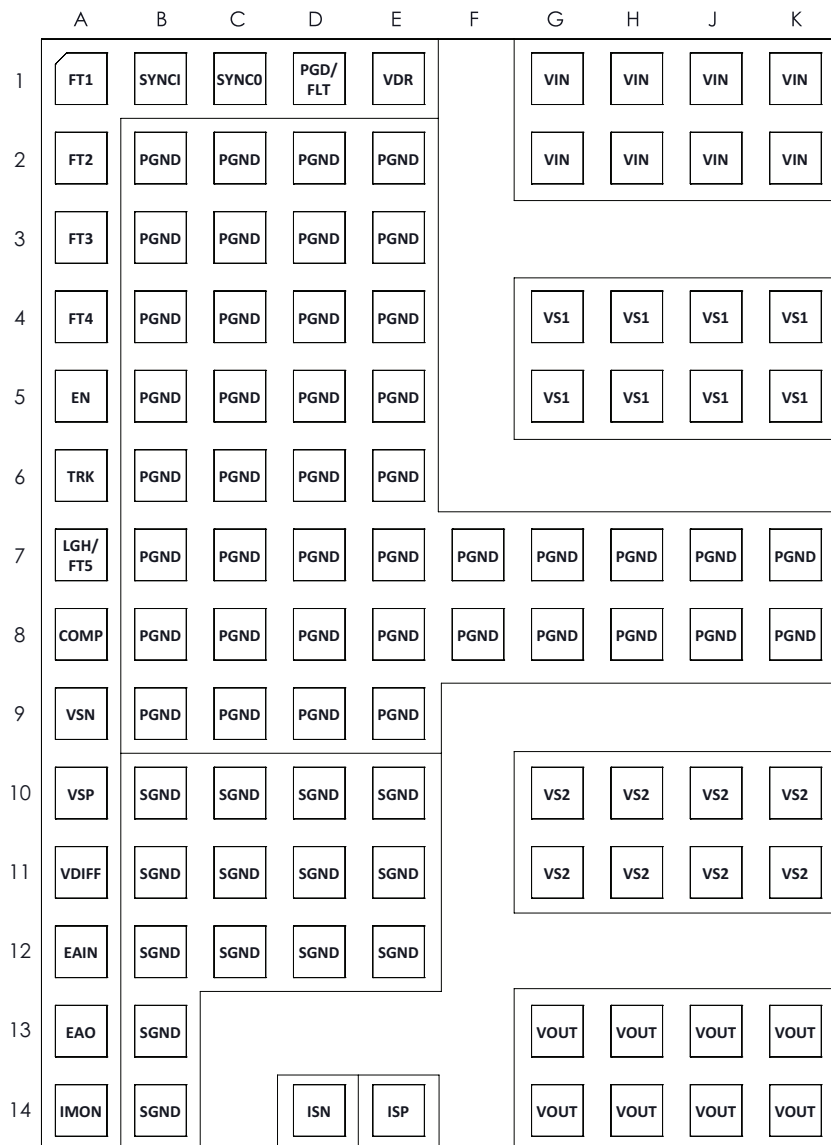 A B C D E F G H J K
1 FT1 SYNCI SYNC0 PGD/ FLT VDR VIN VIN VIN VIN
2 FT2 PGND PGND PGND PGND VIN VIN VIN VIN
3 FT3 PGND PGND PGND PGND
4 FT4 PGND PGND PGND PGND VS1 VS1 VS1 VS1
5 EN PGND PGND PGND PGND VS1 VS1 VS1 VS1
6 TRK PGND PGND PGND PGND
7 LGH/ FT5 PGND PGND PGND PGND PGND PGND PGND PGND PGND
8 COMP PGND PGND PGND PGND PGND PGND PGND PGND PGND
9 VSN PGND PGND PGND PGND
10 VSP SGND SGND SGND SGND VS2 VS2 VS2 VS2
11 VDIFF SGND SGND SGND SGND VS2 VS2 VS2 VS2
12 EAIN SGND SGND SGND SGND
13 EAO SGND VOUT VOUT VOUT VOUT
14 IMON SGND ISN ISP VOUT VOUT VOUT VOUT